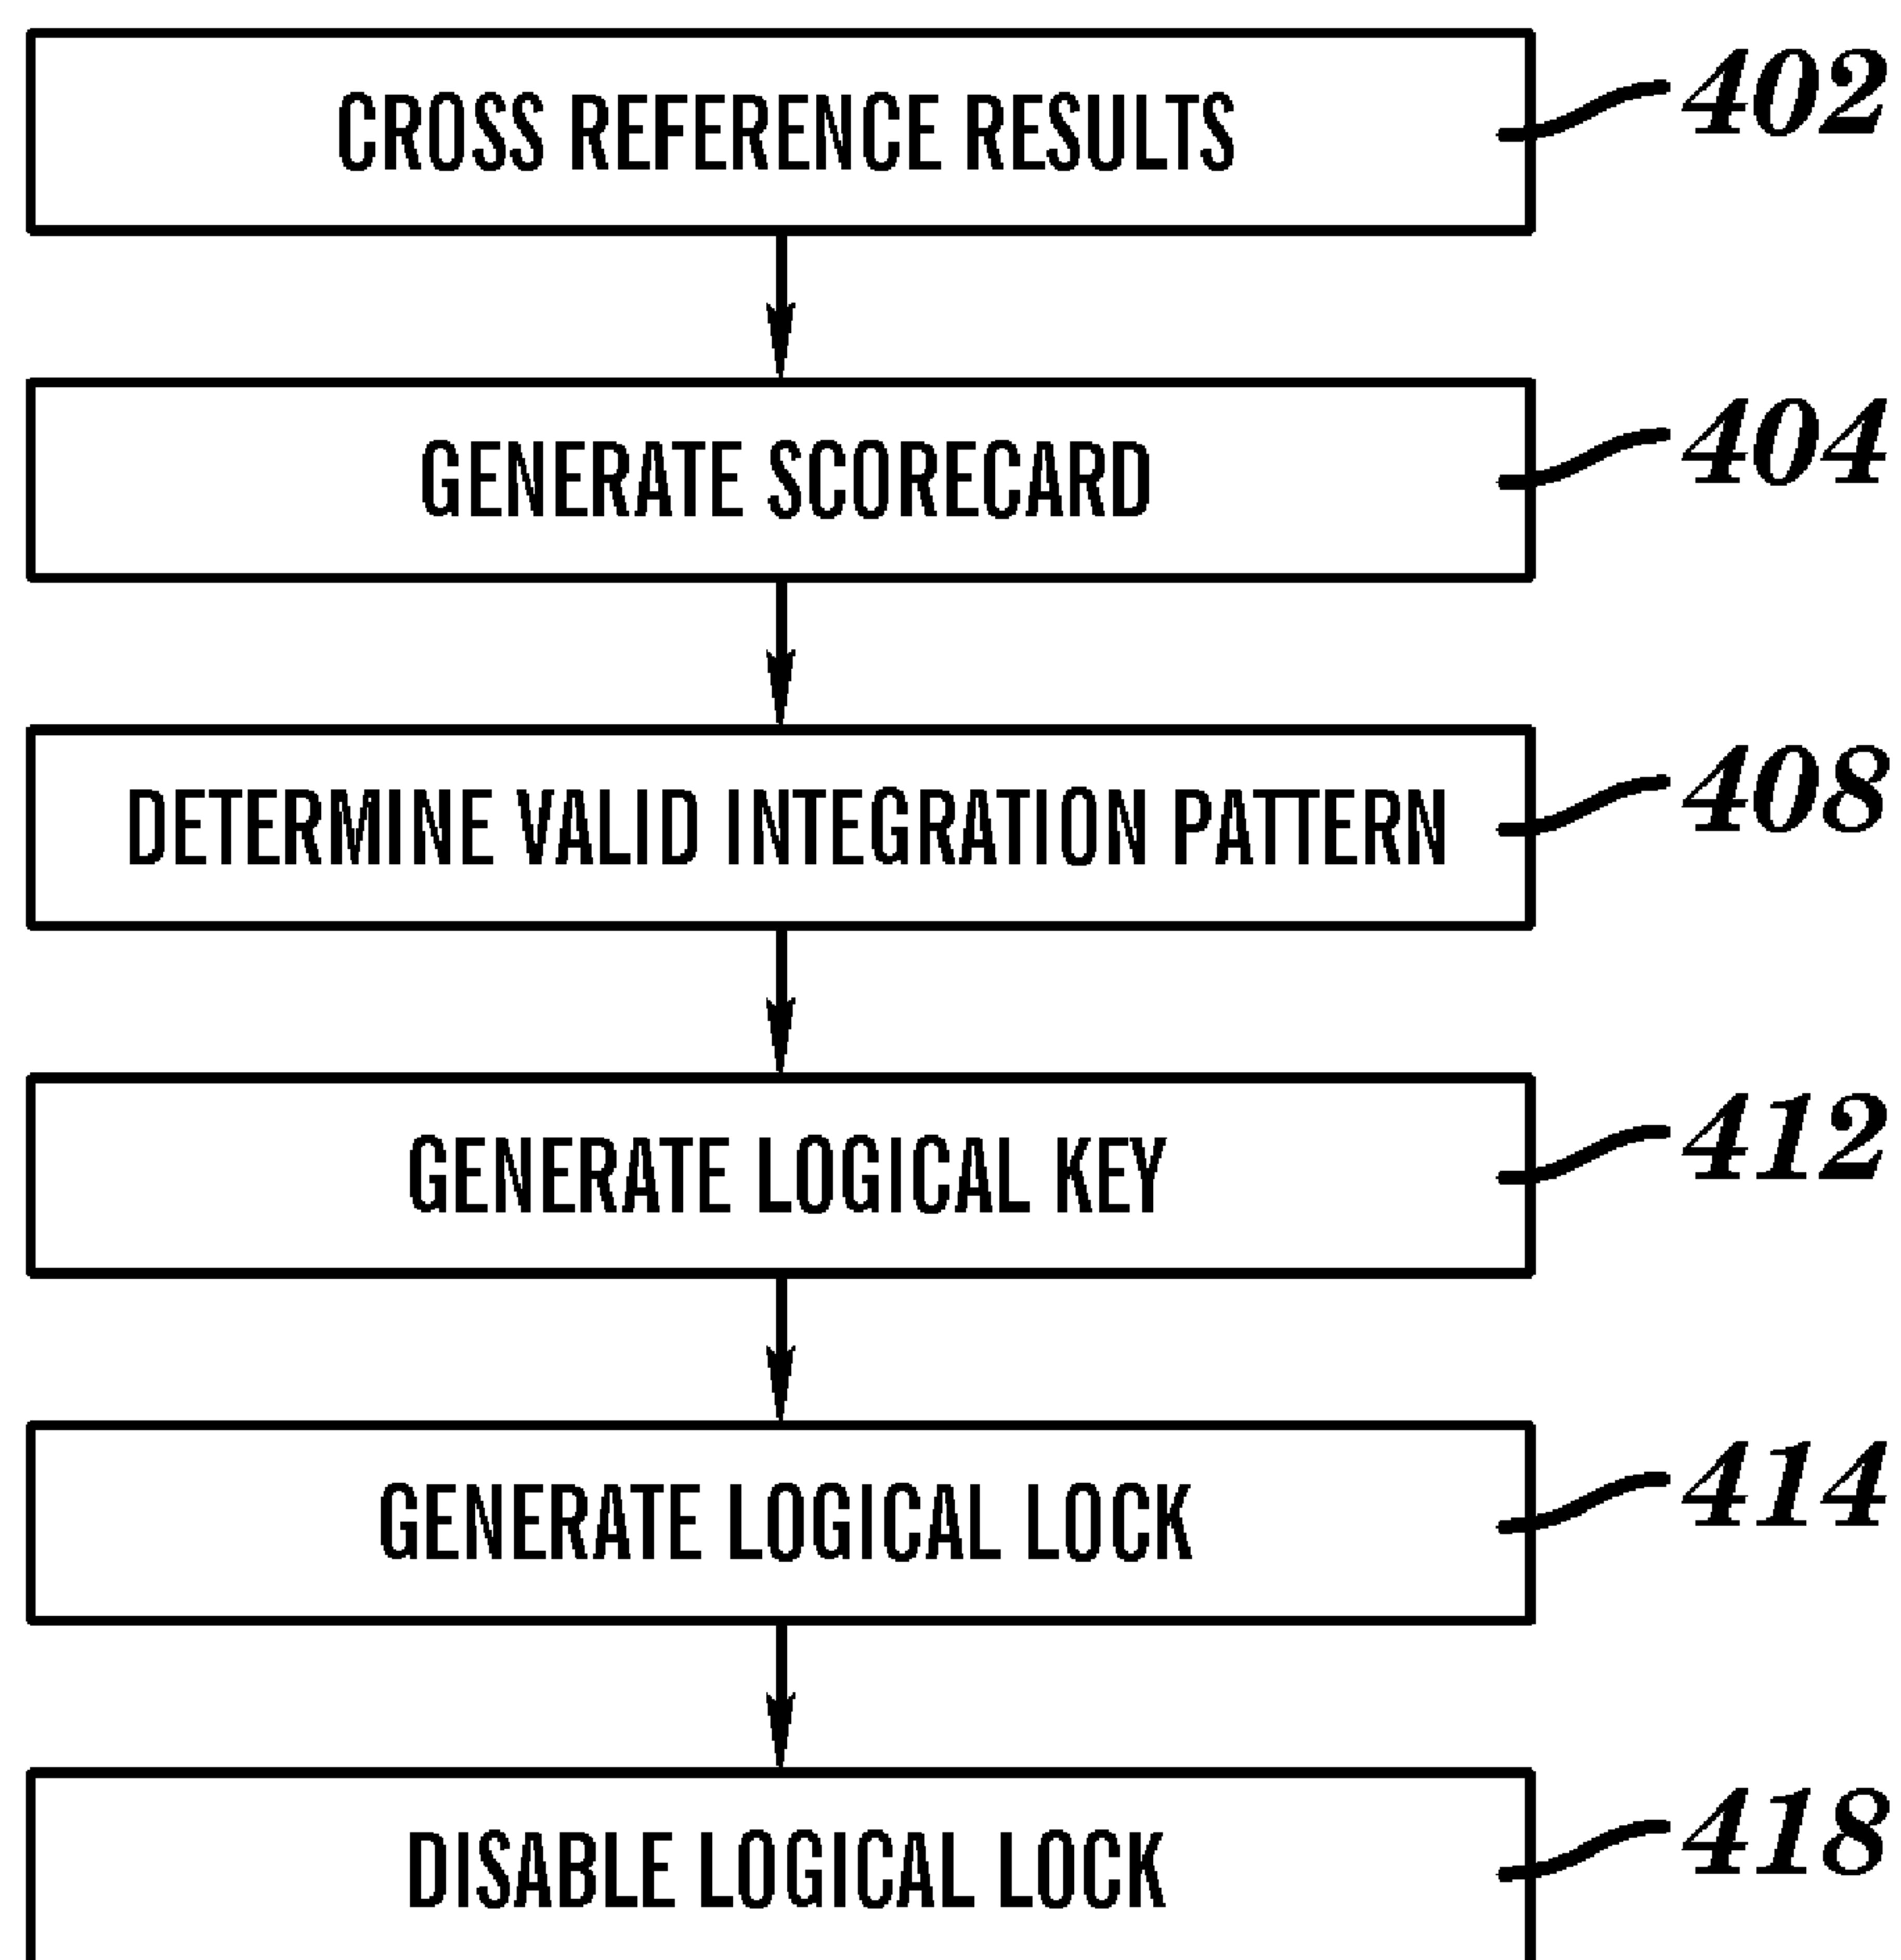 CROSS REFERENCE RESULTS 402
GENERATE SCORECARD 404
DETERMINE VALID INTEGRATION PATTERN 408
GENERATE LOGICAL KEY 412
GENERATE LOGICAL LOCK 414
DISABLE LOGICAL LOCK 418